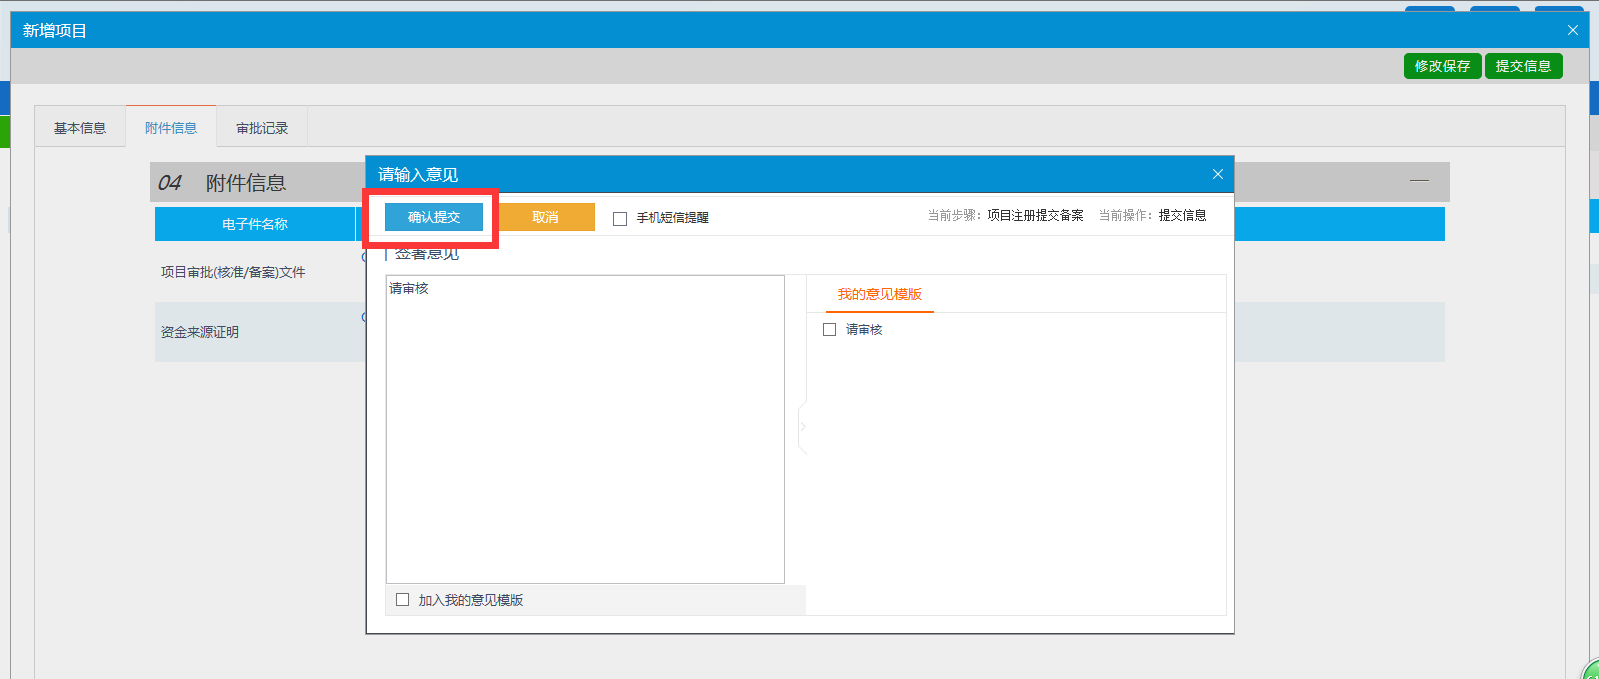 新增项目
修改保存 提交信息
基本信息 附件信息 审批记录
04 附件信息
请输入意见
确认提交 取消 手机短信提醒 当前步骤：项目注册提交备案 当前操作：提交信息
电子件名称
签署意见
项目审批(核准/备案)文件
资金来源证明
请审核
我的意见模版
请审核
加入我的意见模版